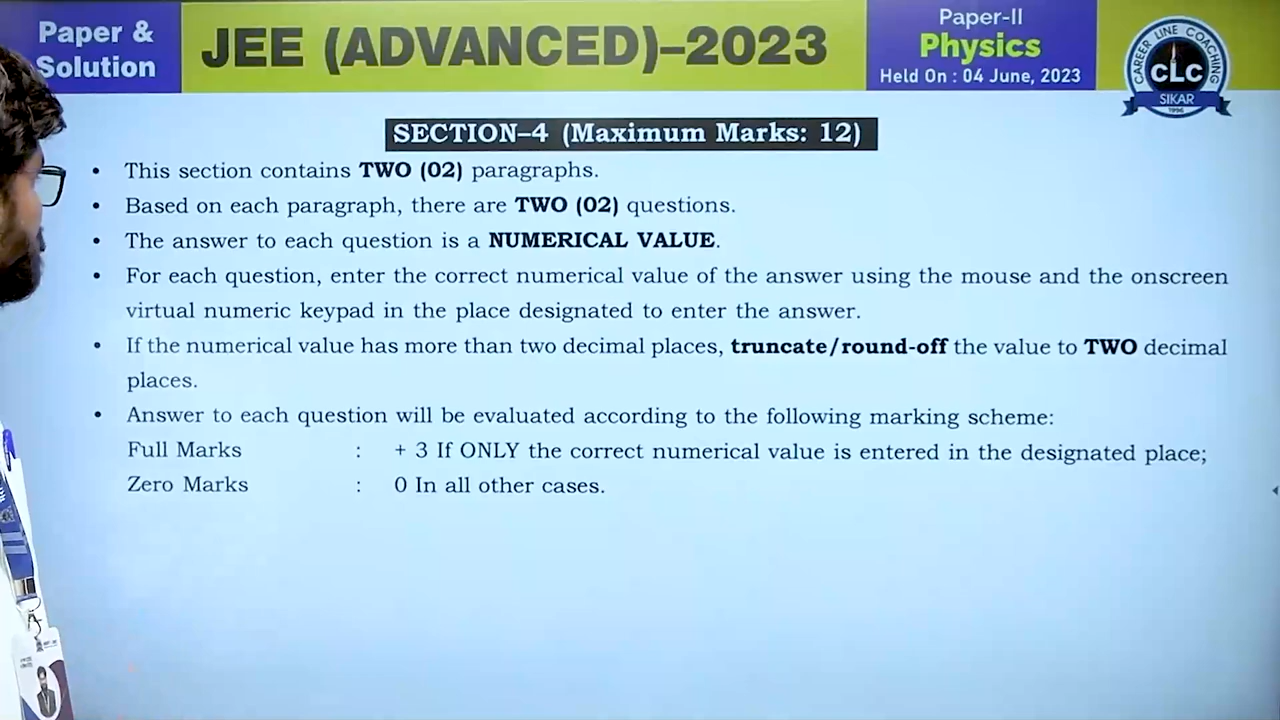 Paper &
Solution
JEE (ADVANCED)–2023
Paper-II
Physics
Held On : 04 June, 2023
CAREER LINE COACHING
CLC
SIKAR
1996
SECTION–4 (Maximum Marks: 12)
• This section contains TWO (02) paragraphs.
• Based on each paragraph, there are TWO (02) questions.
• The answer to each question is a NUMERICAL VALUE.
• For each question, enter the correct numerical value of the answer using the mouse and the onscreen
virtual numeric keypad in the place designated to enter the answer.
• If the numerical value has more than two decimal places, truncate/round-off the value to TWO decimal
places.
• Answer to each question will be evaluated according to the following marking scheme:
Full Marks : + 3 If ONLY the correct numerical value is entered in the designated place;
Zero Marks : 0 In all other cases.